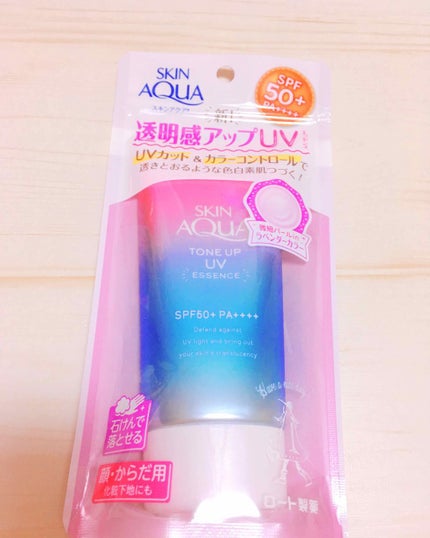 SKIN
AQUA
スキンアクア
SPF
50+
PA++++
透明感アップUV
UVカット&カラーコントロールで
透きとおるような色白素肌つづく!
微細パールin
ラベンダーカラー
SKIN
AQUA
TONE UP
UV
ESSENCE
SPF50+ PA++++
Defend against
UV light and bring out
your skin's translucency
石けんで
落とせる
顔・からだ用
化粧下地にも
ロート製薬